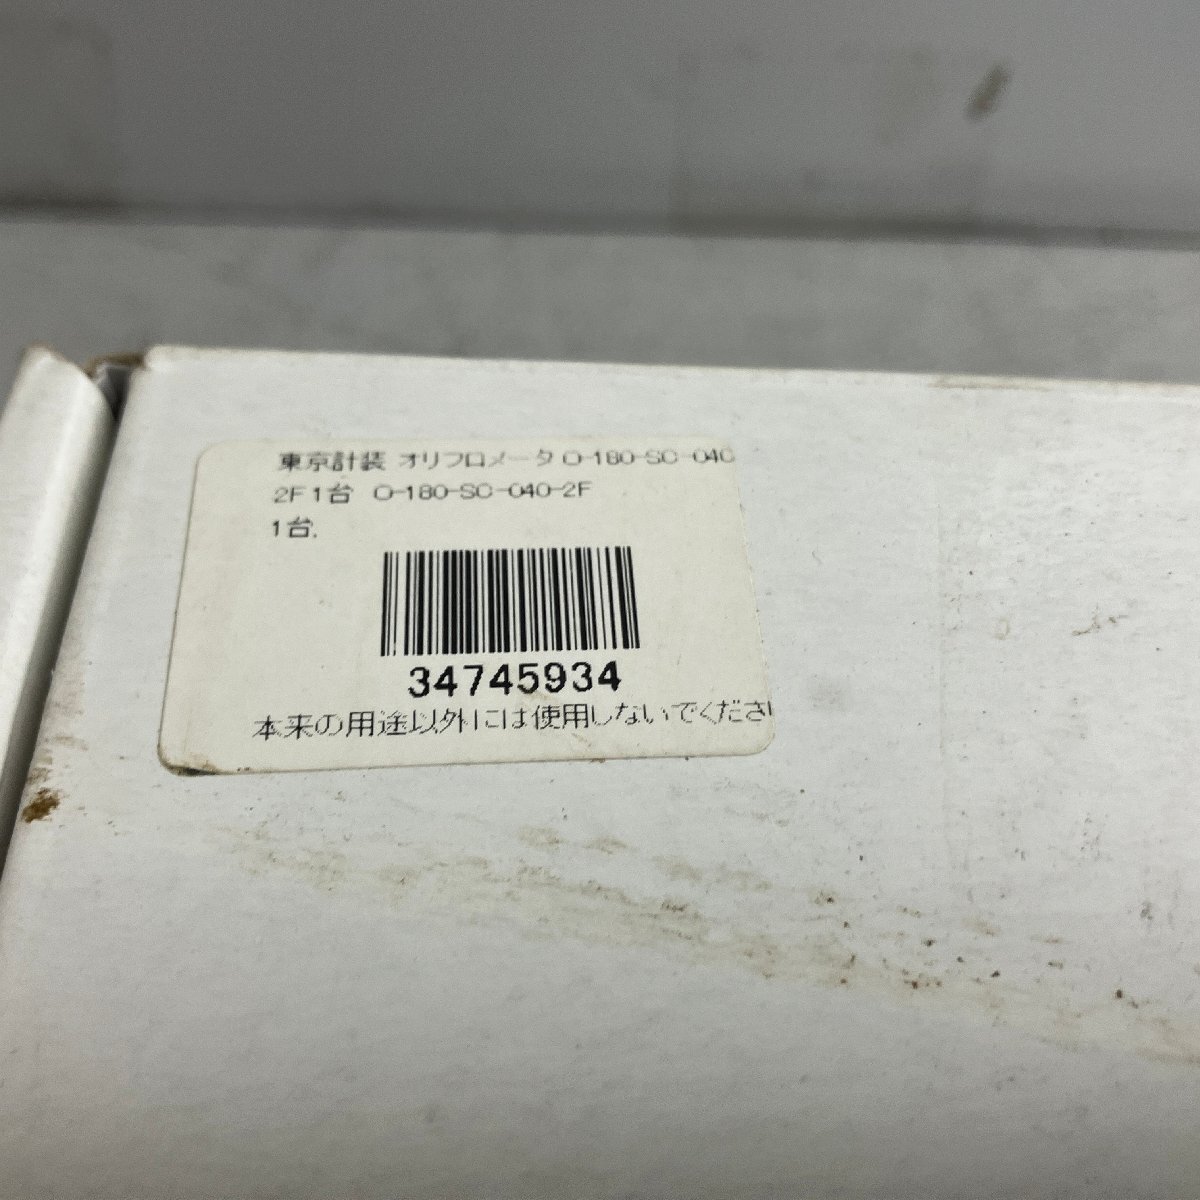 東京計装 オリフロメータ O-180-SC-040
2F 1台 O-180-SC-040-2F
1台.
34745934
本来の用途以外には使用しないでくださ